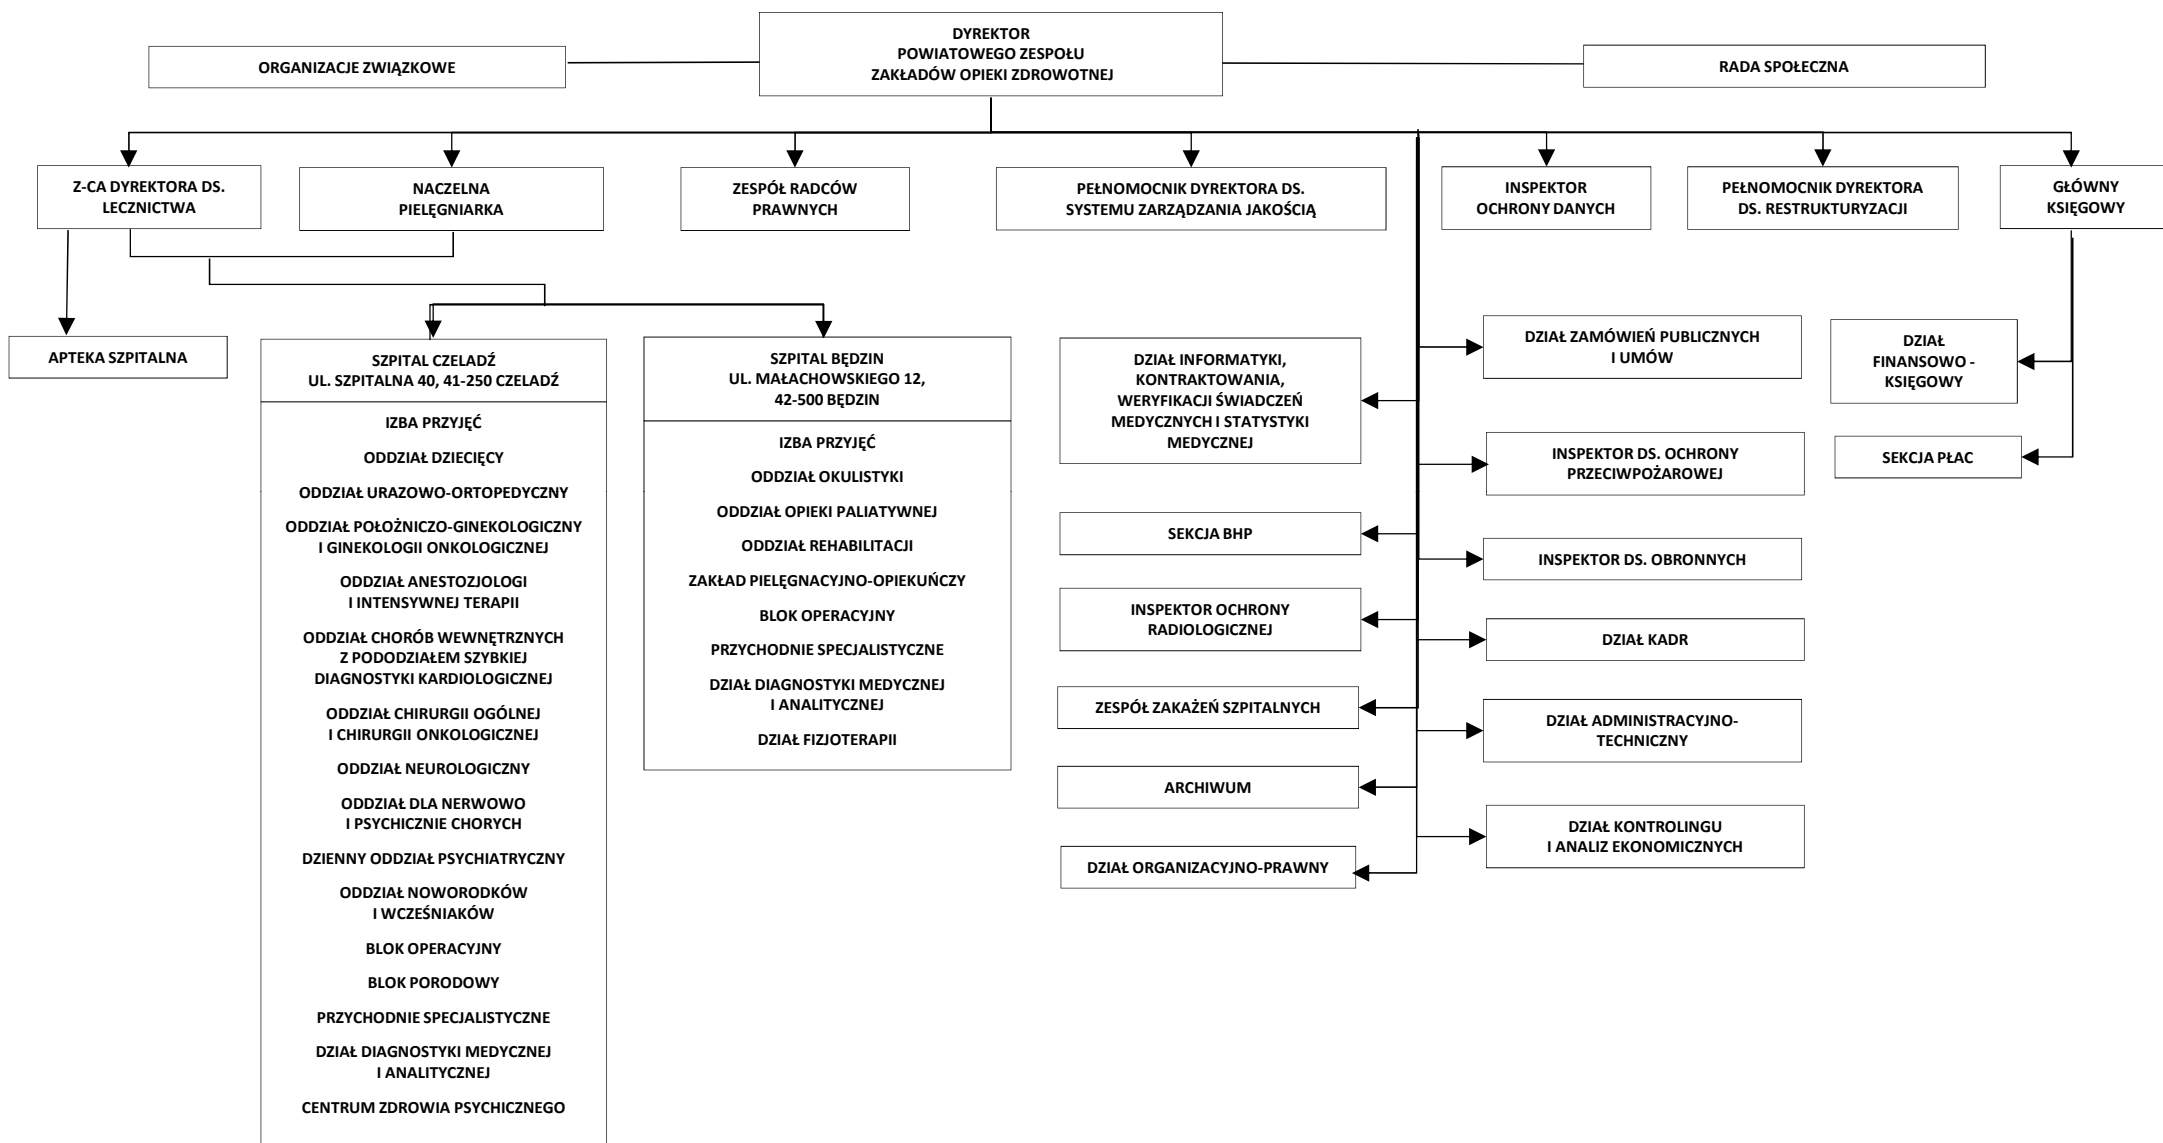 DYREKTOR
POWIATOWEGO ZESPOŁU
ZAKŁADÓW OPIEKI ZDROWOTNEJ
ORGANIZACJE ZWIĄZKOWE
RADA SPOŁECZNA
Z-CA DYREKTORA DS.
LECZNICTWA
NACZELNA
PIELĘGNIARKA
ZESPÓŁ RADCÓW
PRAWNYCH
PEŁNOMOCNIK DYREKTORA DS.
SYSTEMU ZARZĄDZANIA JAKOŚCIĄ
INSPEKTOR
OCHRONY DANYCH
PEŁNOMOCNIK DYREKTORA
DS. RESTRUKTURYZACJI
GŁÓWNY
KSIĘGOWY
APTEKA SZPITALNA
SZPITAL CZELADŹ
UL. SZPITALNA 40, 41-250 CZELADŹ
IZBA PRZYJĘĆ
ODDZIAŁ DZIECIĘCY
ODDZIAŁ URAZOWO-ORTOPEDYCZNY
ODDZIAŁ POŁOŻNICZO-GINEKOLOGICZNY
I GINEKOLOGII ONKOLOGICZNEJ
ODDZIAŁ ANESTOZJOLOGI
I INTENSYWNEJ TERAPII
ODDZIAŁ CHORÓB WEWNĘTRZNYCH
Z PODODZIAŁEM SZYBKIEJ
DIAGNOSTYKI KARDIOLOGICZNEJ
ODDZIAŁ CHIRURGII OGÓLNEJ
I CHIRURGII ONKOLOGICZNEJ
ODDZIAŁ NEUROLOGICZNY
ODDZIAŁ DLA NERWOWO
I PSYCHICZNIE CHORYCH
DZIENNY ODDZIAŁ PSYCHIATRYCZNY
ODDZIAŁ NOWORODKÓW
I WCZEŚNIAKÓW
BLOK OPERACYJNY
BLOK PORODOWY
PRZYCHODNIE SPECJALISTYCZNE
DZIAŁ DIAGNOSTYKI MEDYCZNEJ
I ANALITYCZNEJ
CENTRUM ZDROWIA PSYCHICZNEGO
SZPITAL BĘDZIN
UL. MAŁACHOWSKIEGO 12,
42-500 BĘDZIN
IZBA PRZYJĘĆ
ODDZIAŁ OKULISTYKI
ODDZIAŁ OPIEKI PALIATYWNEJ
ODDZIAŁ REHABILITACJI
ZAKŁAD PIELĘGNACYJNO-OPIEKUŃCZY
BLOK OPERACYJNY
PRZYCHODNIE SPECJALISTYCZNE
DZIAŁ DIAGNOSTYKI MEDYCZNEJ
I ANALITYCZNEJ
DZIAŁ FIZJOTERAPII
DZIAŁ INFORMATYKI,
KONTRAKTOWANIA,
WERYFIKACJI ŚWIADCZEŃ
MEDYCZNYCH I STATYSTYKI
MEDYCZNEJ
SEKCJA BHP
INSPEKTOR OCHRONY
RADIOLOGICZNEJ
ZESPÓŁ ZAKAŻEŃ SZPITALNYCH
ARCHIWUM
DZIAŁ ORGANIZACYJNO-PRAWNY
DZIAŁ ZAMÓWIEŃ PUBLICZNYCH
I UMÓW
INSPEKTOR DS. OCHRONY
PRZECIWPOŻAROWEJ
INSPEKTOR DS. OBRONNYCH
DZIAŁ KADR
DZIAŁ ADMINISTRACYJNO-
TECHNICZNY
DZIAŁ KONTROLINGU
I ANALIZ EKONOMICZNYCH
DZIAŁ
FINANSOWO -
KSIĘGOWY
SEKCJA PŁAC